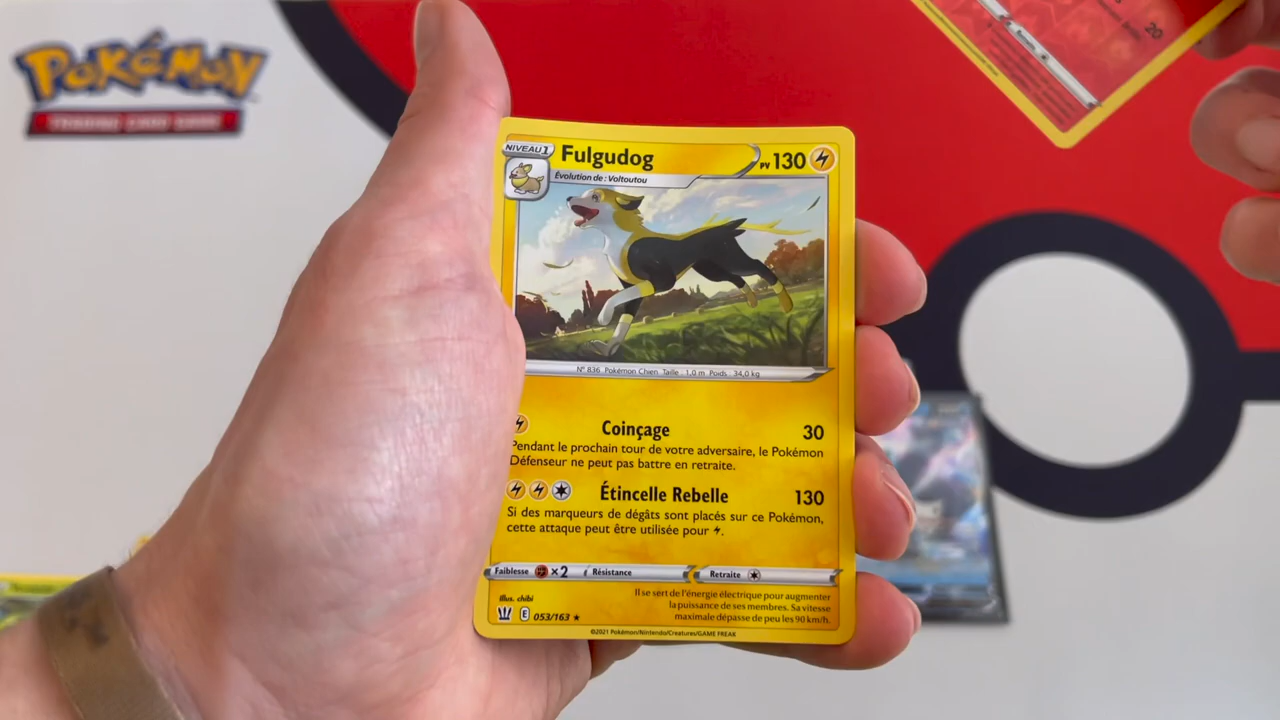 POKÉMON
TRADING CARD GAME
20
NIVEAU 1
Fulgudog
PV 130
Évolution de : Voltoutou
N° 836 Pokémon Chien Taille : 1,0 m Poids : 34,0 kg
Coinçage 30
Pendant le prochain tour de votre adversaire, le Pokémon
Défenseur ne peut pas battre en retraite.
Étincelle Rebelle 130
Si des marqueurs de dégâts sont placés sur ce Pokémon,
cette attaque peut être utilisée pour
Faiblesse ×2 Résistance Retraite
Illus. chibi
E 053/163 ★
Il se sert de l'énergie électrique pour augmenter
la puissance de ses membres. Sa vitesse
maximale dépasse de peu les 90 km/h.
©2021 Pokémon/Nintendo/Creatures/GAME FREAK